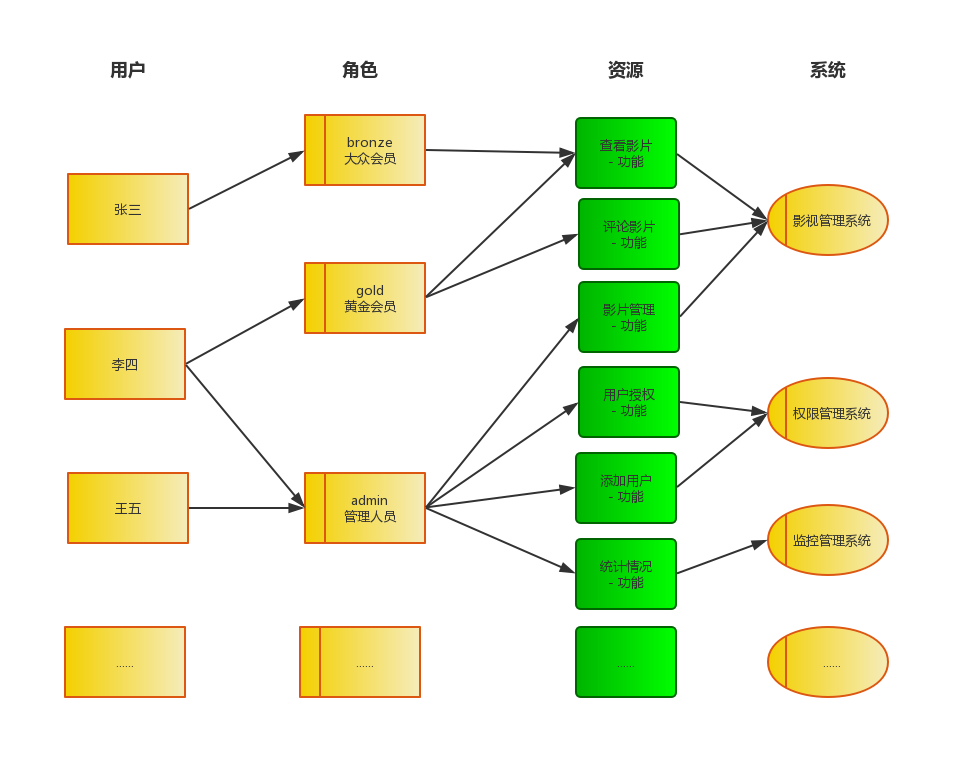 用户
角色
资源
系统
张三
李四
王五
......
bronze
大众会员
gold
黄金会员
admin
管理人员
......
查看影片
- 功能
评论影片
- 功能
影片管理
- 功能
用户授权
- 功能
添加用户
- 功能
统计情况
- 功能
......
影视管理系统
权限管理系统
监控管理系统
......